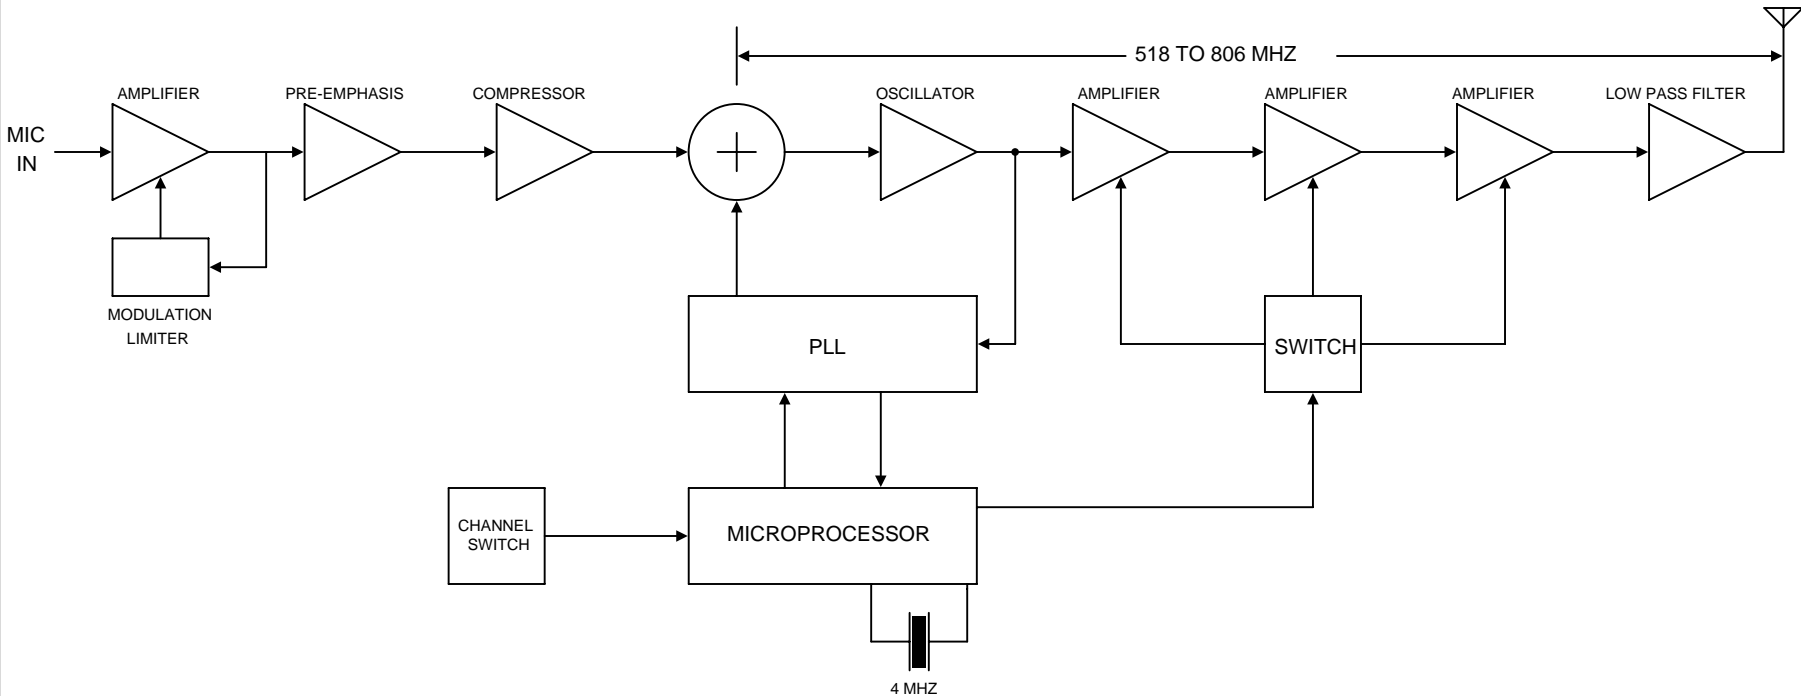 518 TO 806 MHZ
AMPLIFIER
PRE-EMPHASIS
COMPRESSOR
OSCILLATOR
AMPLIFIER
AMPLIFIER
AMPLIFIER
LOW PASS FILTER
MIC
IN
MODULATION
LIMITER
PLL
SWITCH
CHANNEL
SWITCH
MICROPROCESSOR
4 MHZ